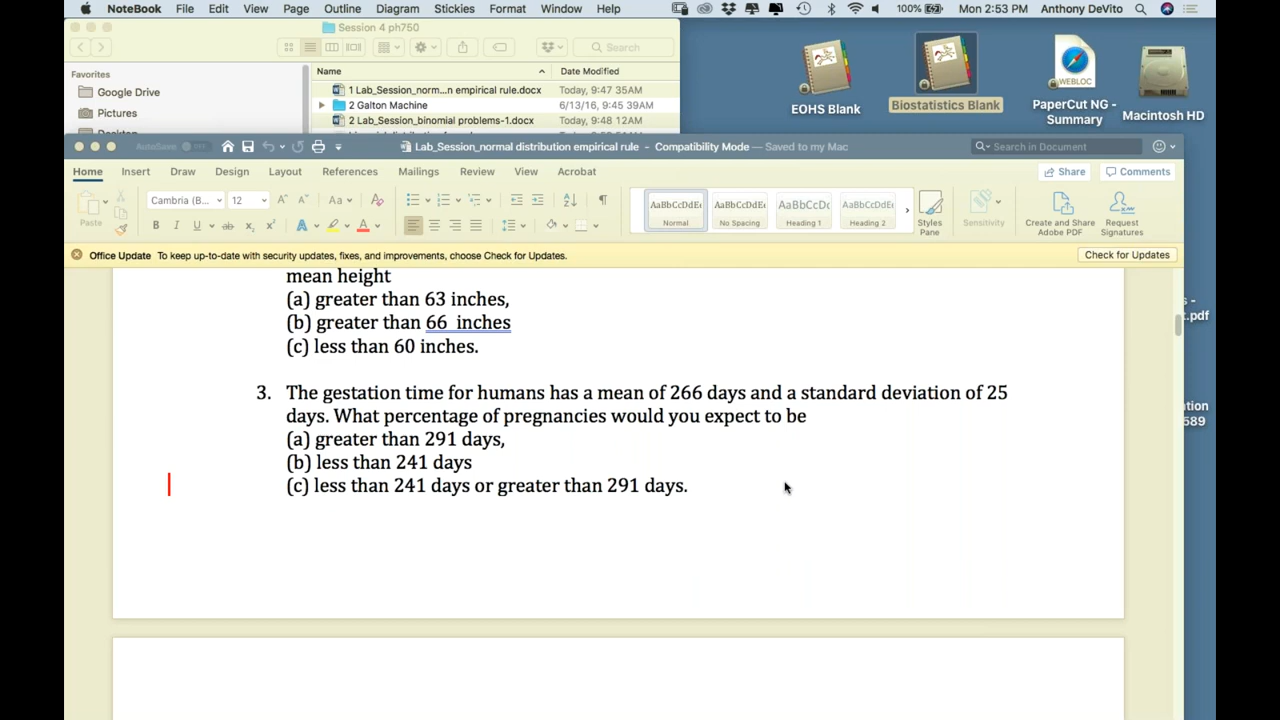 NoteBook File Edit View Page Outline Diagram Stickies Format Window Help 100% Mon 2:53 PM Anthony DeVito
Session 4 ph750
Search
Favorites
Google Drive
Pictures
Name Date Modified
1 Lab_Session_norm...n empirical rule.docx Today, 9:47 35AM
2 Galton Machine 6/13/16, 9:45 39AM
2 Lab_Session_binomial problems-1.docx Today, 9:48 12AM
EOHS Blank
Biostatistics Blank
WEBLOC
PaperCut NG -
Summary
Macintosh HD
AutoSave Lab_Session_normal distribution empirical rule - Compatibility Mode — Saved to my Mac Search in Document
Home Insert Draw Design Layout References Mailings Review View Acrobat Share Comments
Paste Cambria (B... 12
AaBbCcDdEe AaBbCcDdEe AaBbCcDc AaBbCcDdEe
Normal No Spacing Heading 1 Heading 2
Styles
Pane
Sensitivity
Create and Share
Adobe PDF
Request
Signatures
Office Update To keep up-to-date with security updates, fixes, and improvements, choose Check for Updates. Check for Updates
mean height
(a) greater than 63 inches,
(b) greater than 66 inches
(c) less than 60 inches.
3. The gestation time for humans has a mean of 266 days and a standard deviation of 25
days. What percentage of pregnancies would you expect to be
(a) greater than 291 days,
(b) less than 241 days
(c) less than 241 days or greater than 291 days.
.pdf
589